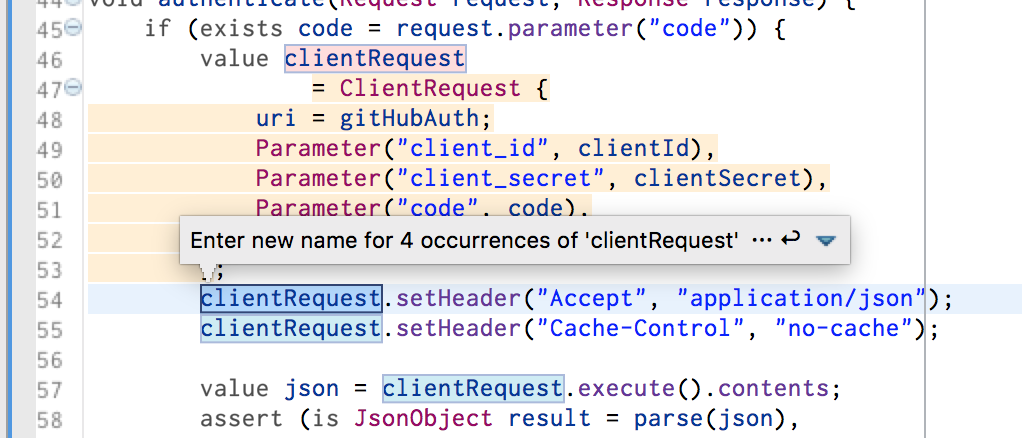 44 void authenticate(Request request, Response response) {
45 if (exists code = request.parameter("code")) {
46 value clientRequest
47 = ClientRequest {
48 uri = gitHubAuth;
49 Parameter("client_id", clientId),
50 Parameter("client_secret", clientSecret),
51 Parameter("code", code),
52
Enter new name for 4 occurrences of 'clientRequest' ··· ↩
53 ;
54 clientRequest.setHeader("Accept", "application/json");
55 clientRequest.setHeader("Cache-Control", "no-cache");
56
57 value json = clientRequest.execute().contents;
58 assert (is JsonObject result = parse(json),